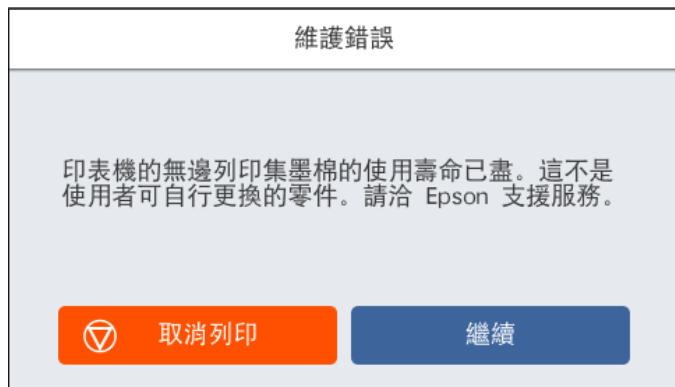 維護錯誤
印表機的無邊列印集墨棉的使用壽命已盡。這不是
使用者可自行更換的零件。請洽 Epson 支援服務。
取消列印
繼續